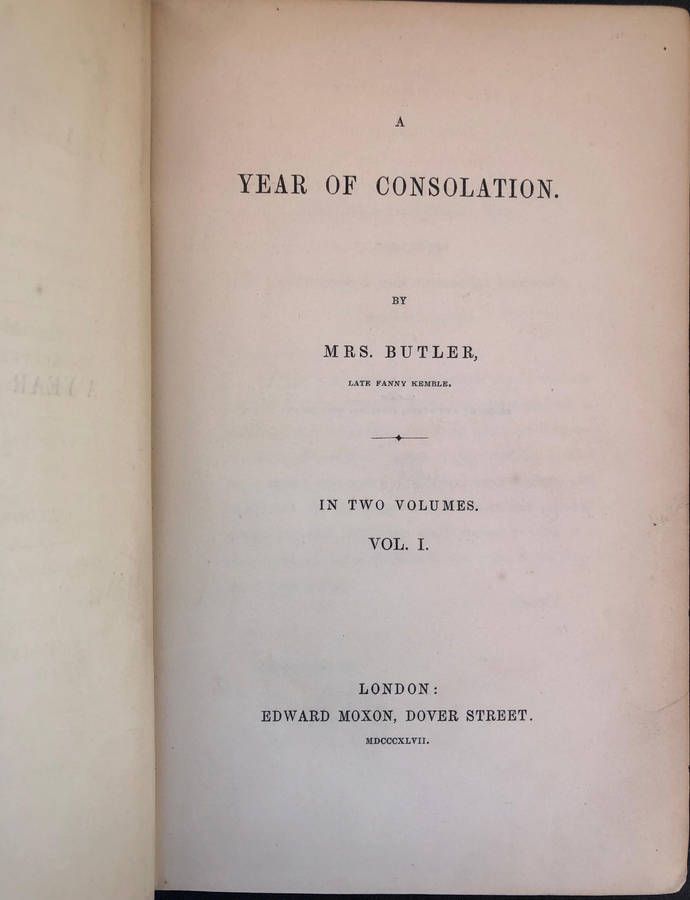 A
YEAR OF CONSOLATION.
BY
MRS. BUTLER,
LATE FANNY KEMBLE.
IN TWO VOLUMES.
VOL. I.
LONDON:
EDWARD MOXON, DOVER STREET.
MDCCCXLVII.